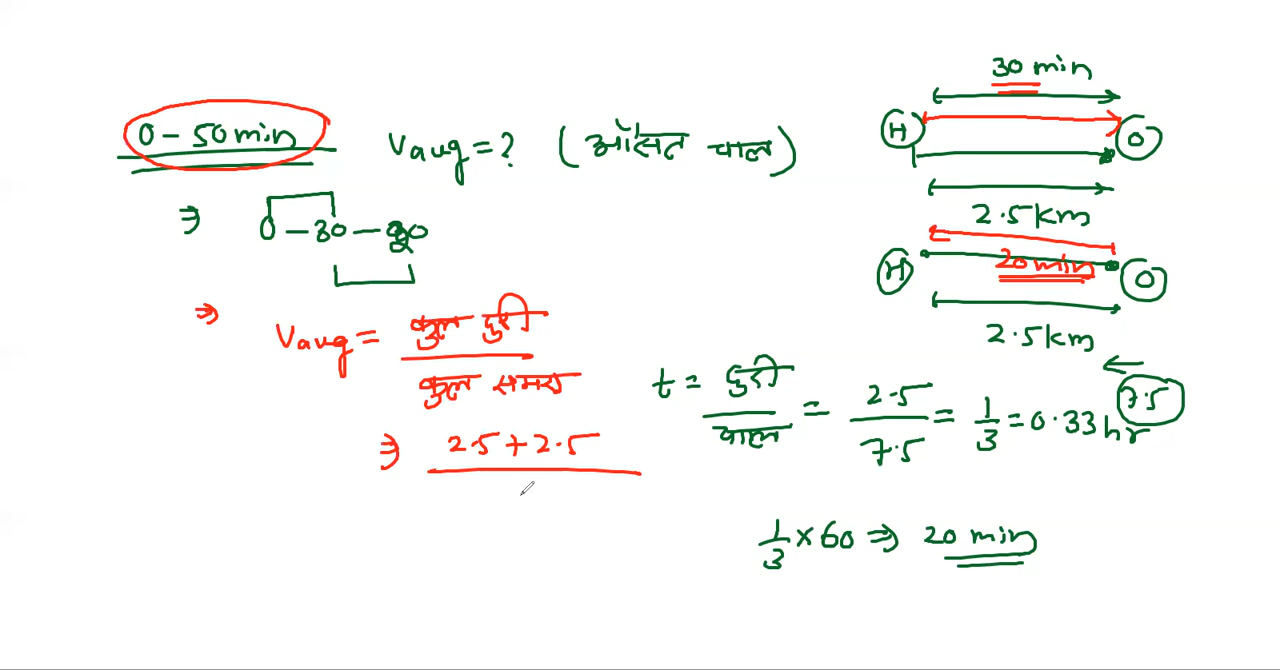 0 - 50 min
Vavg = ? (औसत चाल)
⇒ 0 - 30 -
⇒ Vavg = कुल दुरी / कुल समय
⇒ 2.5 + 2.5
30 min
H O
2.5 km
20 min
H O
2.5 km
7.5
t = दुरी / चाल = 2.5 / 7.5 = 1/3 = 0.33 hr
1/3 × 60 ⇒ 20 min